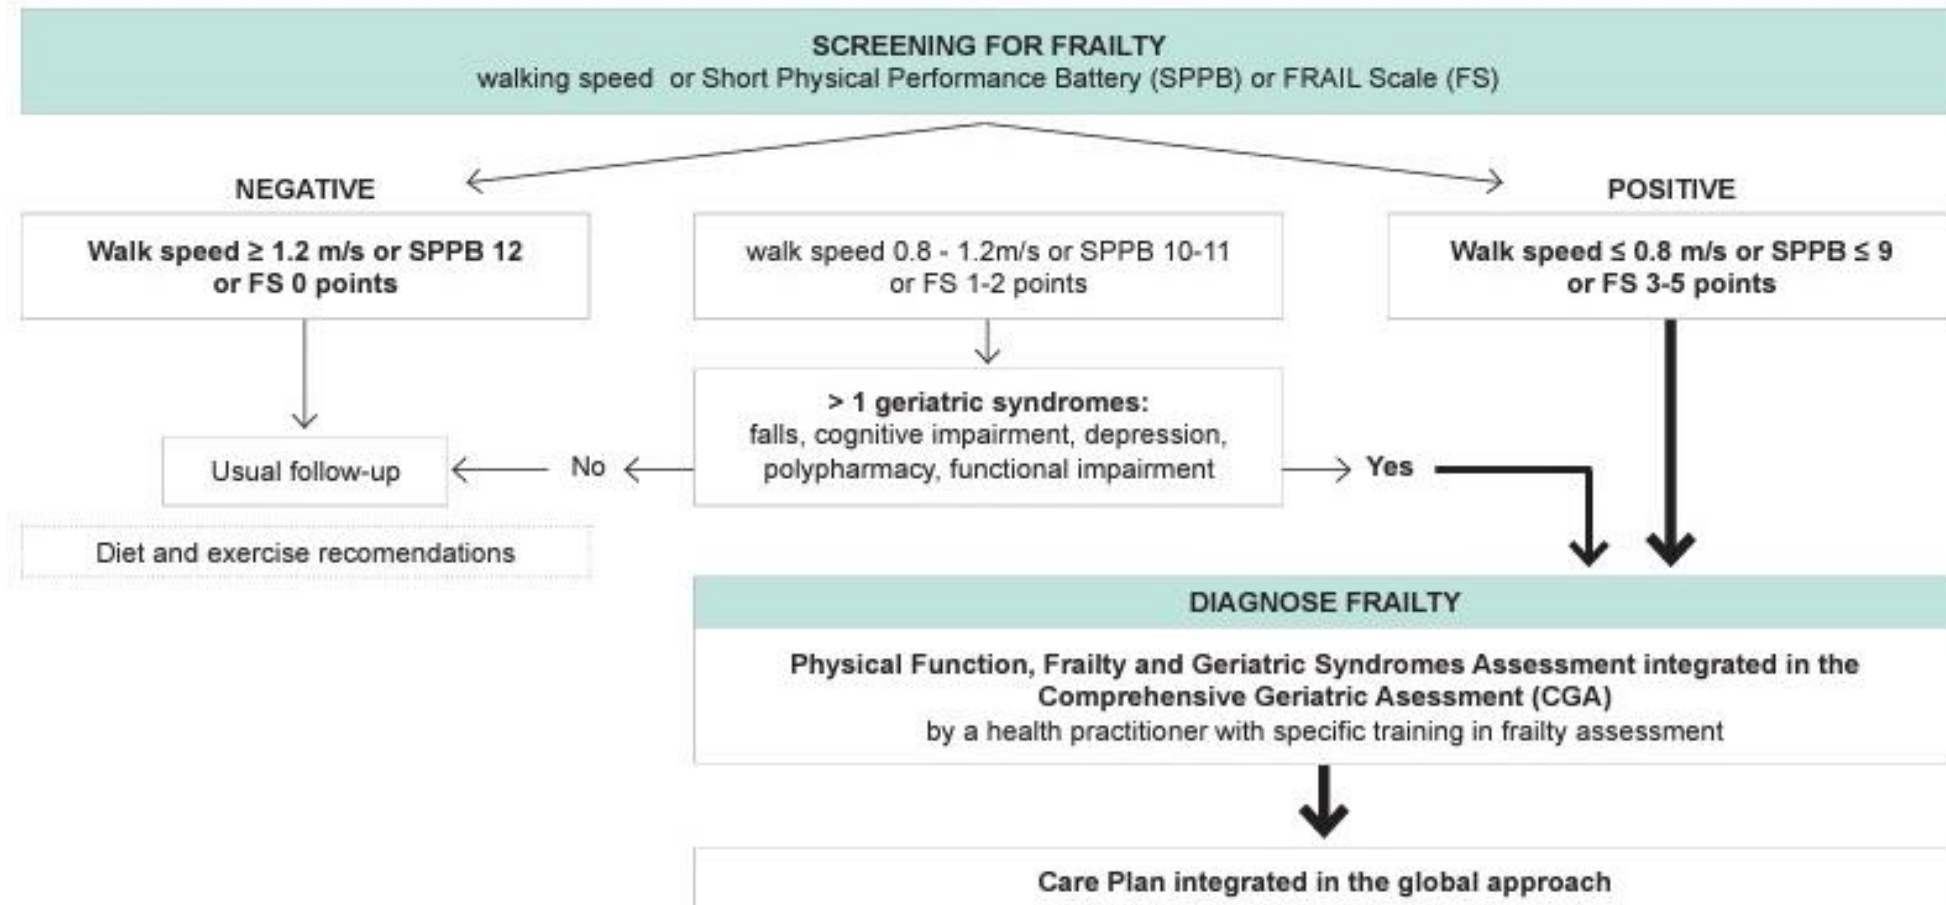 SCREENING FOR FRAILTY
walking speed or Short Physical Performance Battery (SPPB) or FRAIL Scale (FS)
NEGATIVE
POSITIVE
Walk speed ≥ 1.2 m/s or SPPB 12
or FS 0 points
walk speed 0.8 - 1.2m/s or SPPB 10-11
or FS 1-2 points
Walk speed ≤ 0.8 m/s or SPPB ≤ 9
or FS 3-5 points
> 1 geriatric syndromes:
falls, cognitive impairment, depression,
polypharmacy, functional impairment
Usual follow-up
No
Yes
Diet and exercise recomendations
DIAGNOSE FRAILTY
Physical Function, Frailty and Geriatric Syndromes Assessment integrated in the
Comprehensive Geriatric Asessment (CGA)
by a health practitioner with specific training in frailty assessment
Care Plan integrated in the global approach